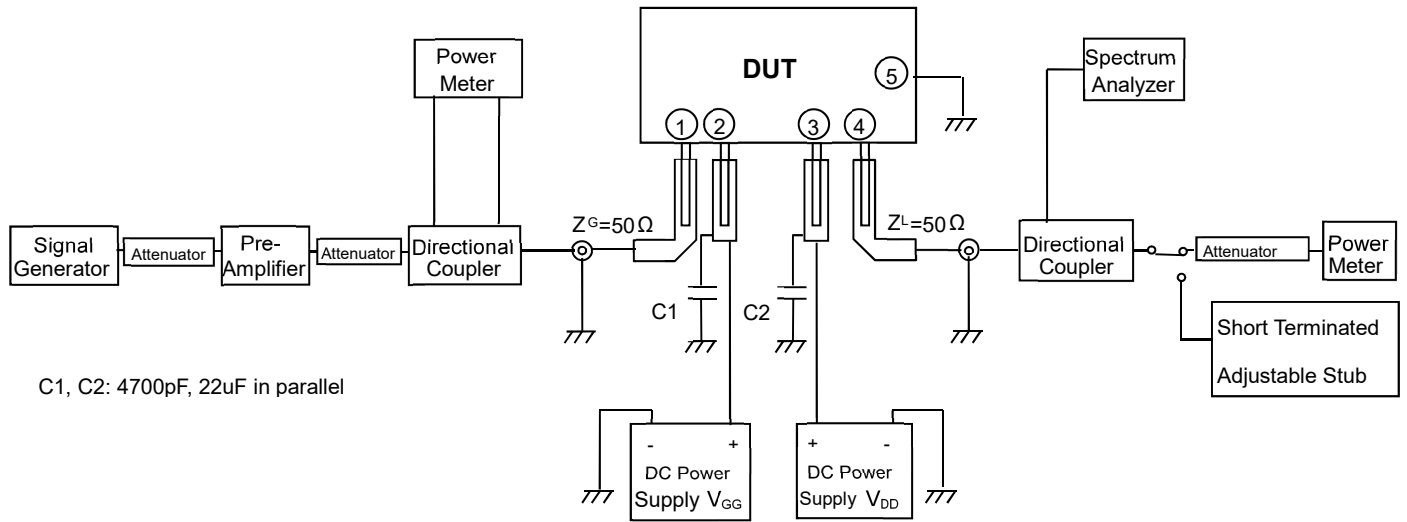 Power
Meter
DUT
5
1
2
3
4
Spectrum
Analyzer
ZG=50Ω
ZL=50Ω
Signal
Generator
Attenuator
Pre-
Amplifier
Attenuator
Directional
Coupler
Directional
Coupler
Attenuator
Power
Meter
C1
C2
Short Terminated
Adjustable Stub
C1, C2: 4700pF, 22uF in parallel
- +
DC Power
Supply VGG
+ -
DC Power
Supply VDD